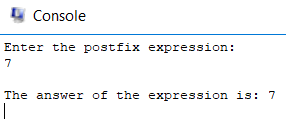 Console
Enter the postfix expression:
7
The answer of the expression is: 7